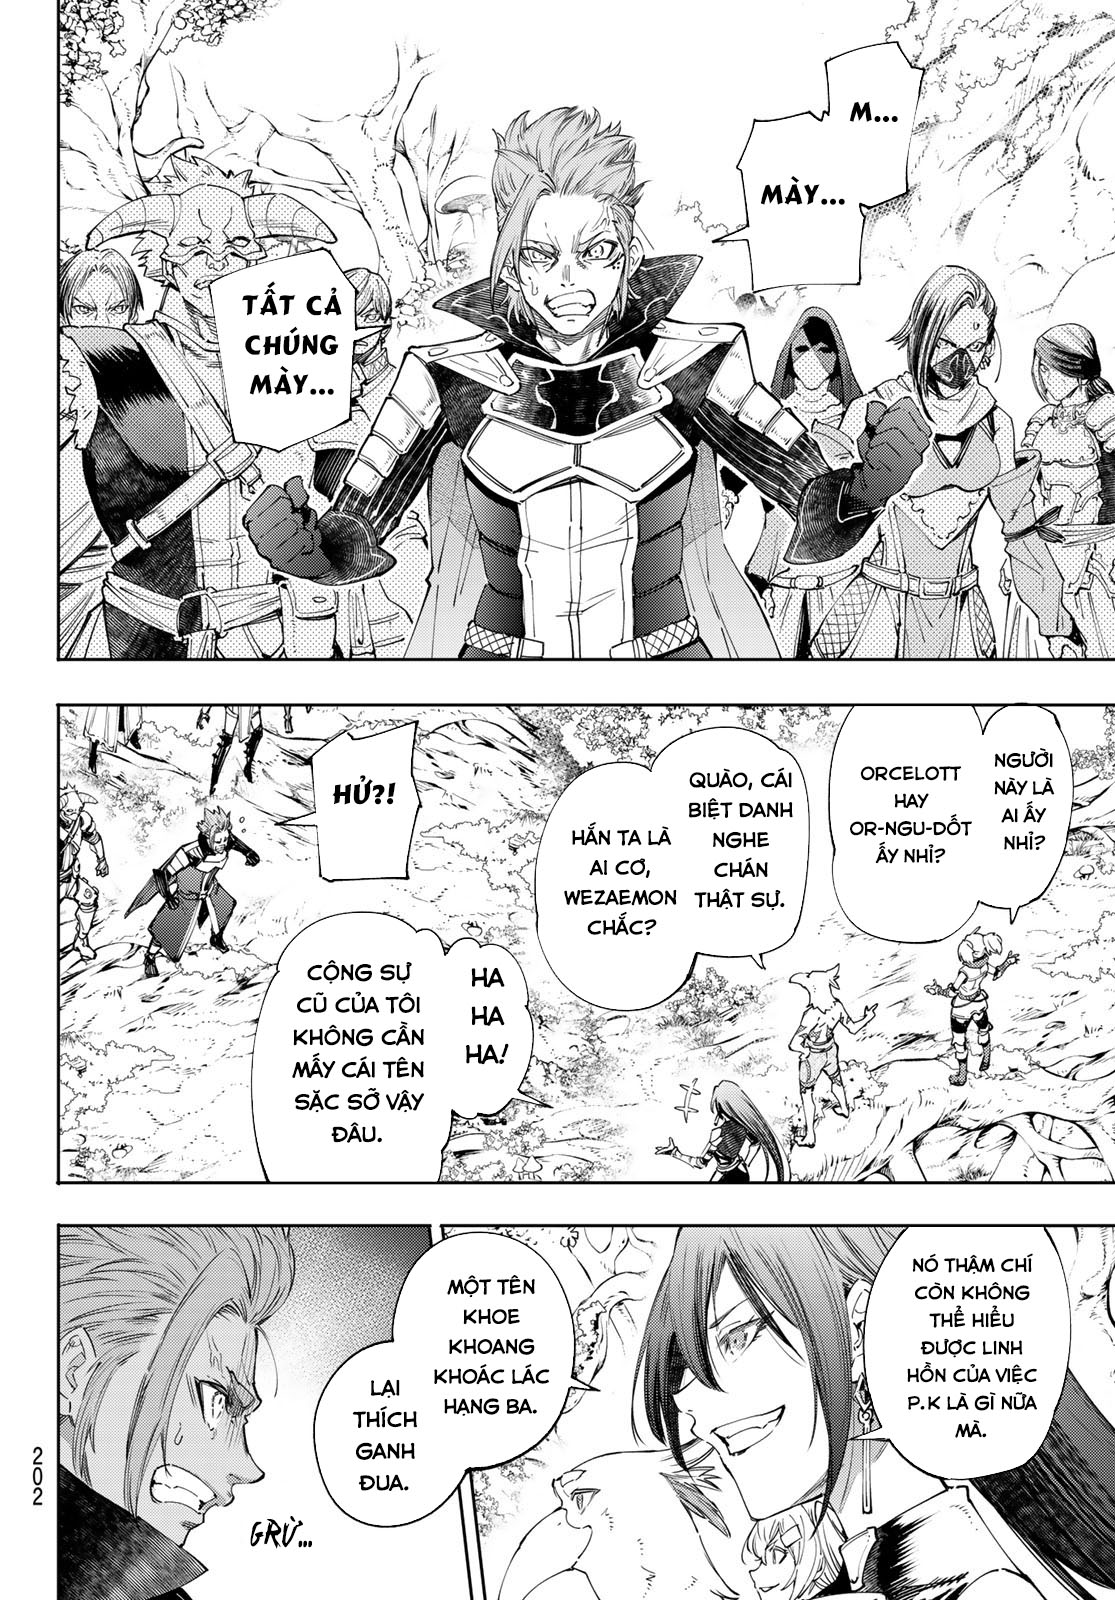 M...
MÀY...
TẤT CẢ
CHÚNG
MÀY...
NGƯỜI
NÀY LÀ
AI ẤY
NHỈ?
ORCELOTT
HAY
OR-NGU-DỐT
ẤY NHỈ?
QUÀO, CÁI
BIỆT DANH
NGHE
CHÁN
THẬT SỰ.
HẮN TA LÀ
AI CƠ,
WEZAEMON
CHẮC?
HỬ?!
HA
HA
HA!
CỘNG SỰ
CŨ CỦA TÔI
KHÔNG CẦN
MẤY CÁI TÊN
SẶC SỠ VẬY
ĐÂU.
NÓ THẬM CHÍ
CÒN KHÔNG
THỂ HIỂU
ĐƯỢC LINH
HỒN CỦA VIỆC
P.K LÀ GÌ NỮA
MÀ.
MỘT TÊN
KHOE
KHOANG
KHOÁC LÁC
HẠNG BA.
LẠI
THÍCH
GANH
ĐUA.
GRỪ...
202